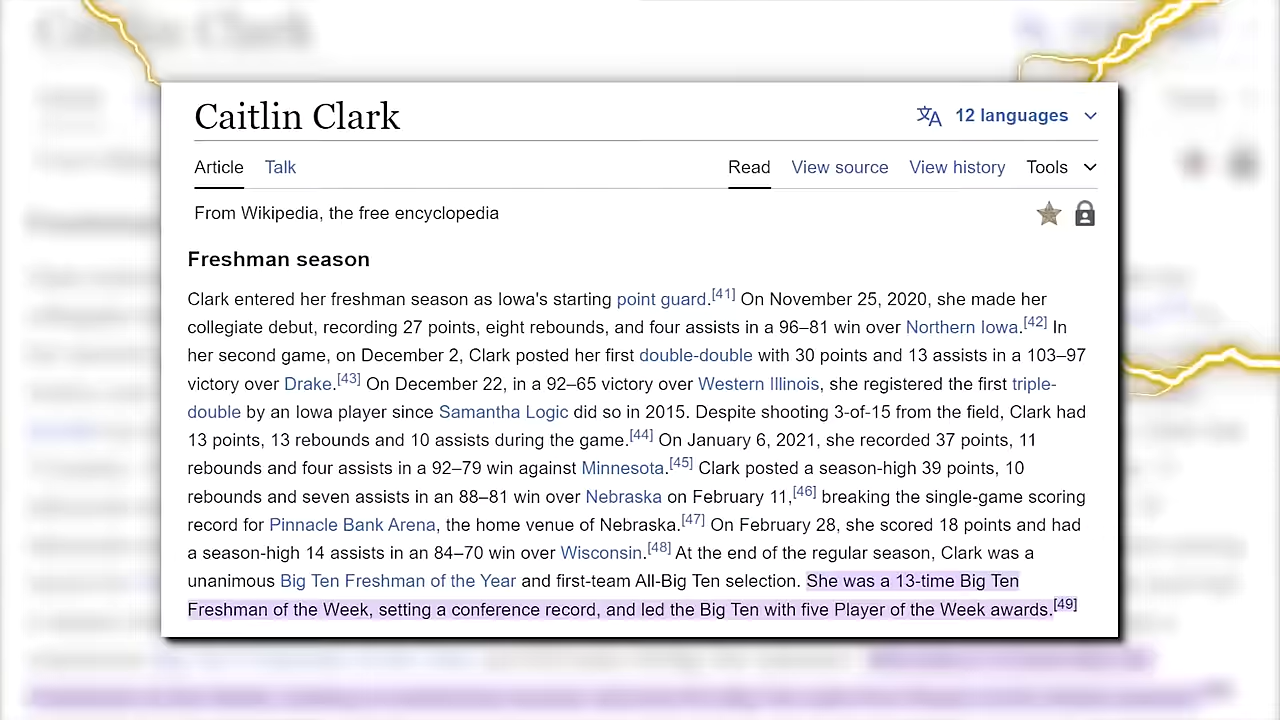 Caitlin Clark
12 languages
Article Talk Read View source View history Tools
From Wikipedia, the free encyclopedia
Freshman season
Clark entered her freshman season as Iowa's starting point guard.[41] On November 25, 2020, she made her
collegiate debut, recording 27 points, eight rebounds, and four assists in a 96–81 win over Northern Iowa.[42] In
her second game, on December 2, Clark posted her first double-double with 30 points and 13 assists in a 103–97
victory over Drake.[43] On December 22, in a 92–65 victory over Western Illinois, she registered the first triple-
double by an Iowa player since Samantha Logic did so in 2015. Despite shooting 3-of-15 from the field, Clark had
13 points, 13 rebounds and 10 assists during the game.[44] On January 6, 2021, she recorded 37 points, 11
rebounds and four assists in a 92–79 win against Minnesota.[45] Clark posted a season-high 39 points, 10
rebounds and seven assists in an 88–81 win over Nebraska on February 11,[46] breaking the single-game scoring
record for Pinnacle Bank Arena, the home venue of Nebraska.[47] On February 28, she scored 18 points and had
a season-high 14 assists in an 84–70 win over Wisconsin.[48] At the end of the regular season, Clark was a
unanimous Big Ten Freshman of the Year and first-team All-Big Ten selection. She was a 13-time Big Ten
Freshman of the Week, setting a conference record, and led the Big Ten with five Player of the Week awards.[49]